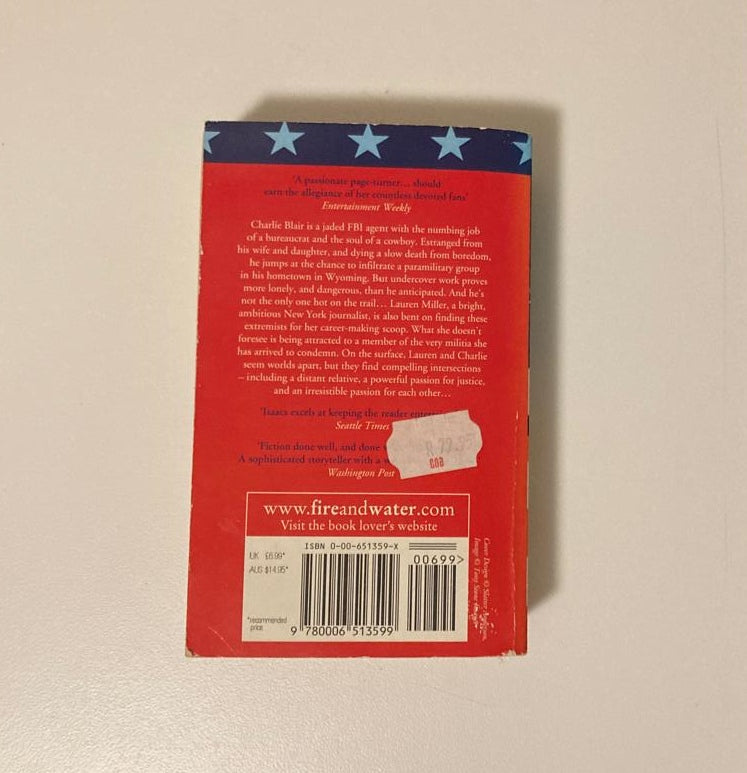 'A passionate page-turner... should
earn the allegiance of her countless devoted fans'
Entertainment Weekly
Charlie Blair is a jaded FBI agent with the numbing job
of a bureaucrat and the soul of a cowboy. Estranged from
his wife and daughter, and dying a slow death from boredom,
he jumps at the chance to infiltrate a paramilitary group
in his hometown in Wyoming. But undercover work proves
more lonely, and dangerous, than he anticipated. And he's
not the only one hot on the trail... Lauren Miller, a bright,
ambitious New York journalist, is also bent on finding these
extremists for her career-making scoop. What she doesn't
foresee is being attracted to a member of the very militia she
has arrived to condemn. On the surface, Lauren and Charlie
seem worlds apart, but they find compelling intersections
– including a distant relative, a powerful passion for justice,
and an irresistible passion for each other...
'Isaacs excels at keeping the reader
Seattle Times
'Fiction done well, and done
A sophisticated storyteller with a
Washington Post
www.fireandwater.com
Visit the book lover's website
ISBN 0-00-651359-X
UK £6.99*
AUS $14.95*
00699>
*recommended
price
9 780006 513599
Cover Design ©
Image © Tony Stone